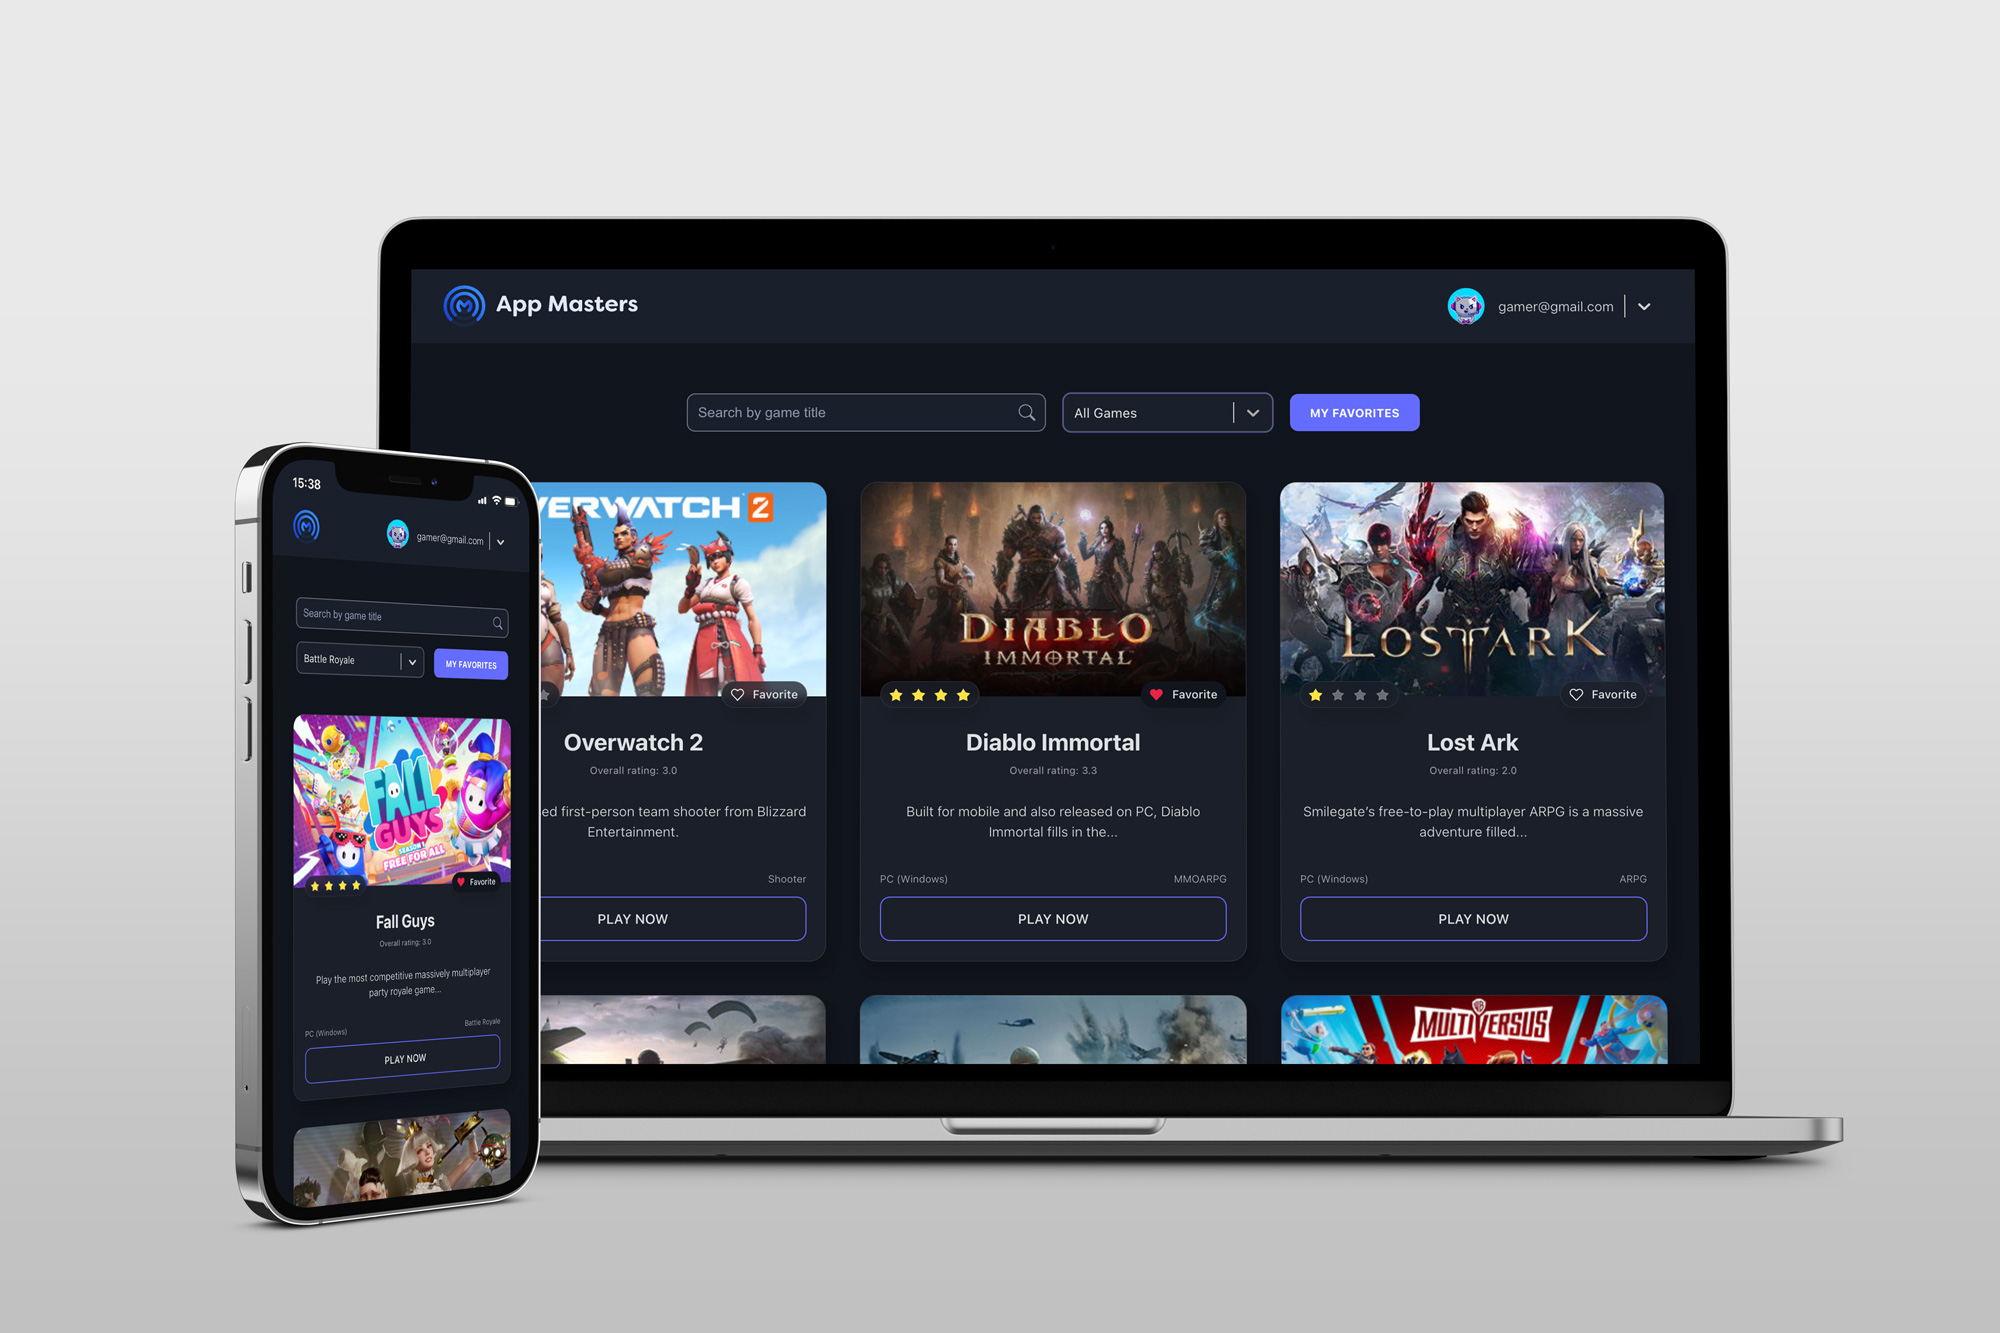 App Masters
gamer@gmail.com
Search by game title
All Games
MY FAVORITES
VERWATCH 2
Favorite
Overwatch 2
Overall rating: 3.0
ed first-person team shooter from Blizzard
Entertainment.
Shooter
PLAY NOW
DIABLO
IMMORTAL
Favorite
Diablo Immortal
Overall rating: 3.3
Built for mobile and also released on PC, Diablo
Immortal fills in the...
PC (Windows)
MMOARPG
PLAY NOW
LOST ARK
Favorite
Lost Ark
Overall rating: 2.0
Smilegate's free-to-play multiplayer ARPG is a massive
adventure filled...
PC (Windows)
ARPG
PLAY NOW
WB
MULTIVERSUS
15:38
gamer@gmail.com
Search by game title
Battle Royale
MY FAVORITES
FALL
GUYS
SEASON 1
FREE FOR ALL
Favorite
Fall Guys
Overall rating: 3.0
Play the most competitive massively multiplayer
party royale game...
PC (Windows)
Battle Royale
PLAY NOW